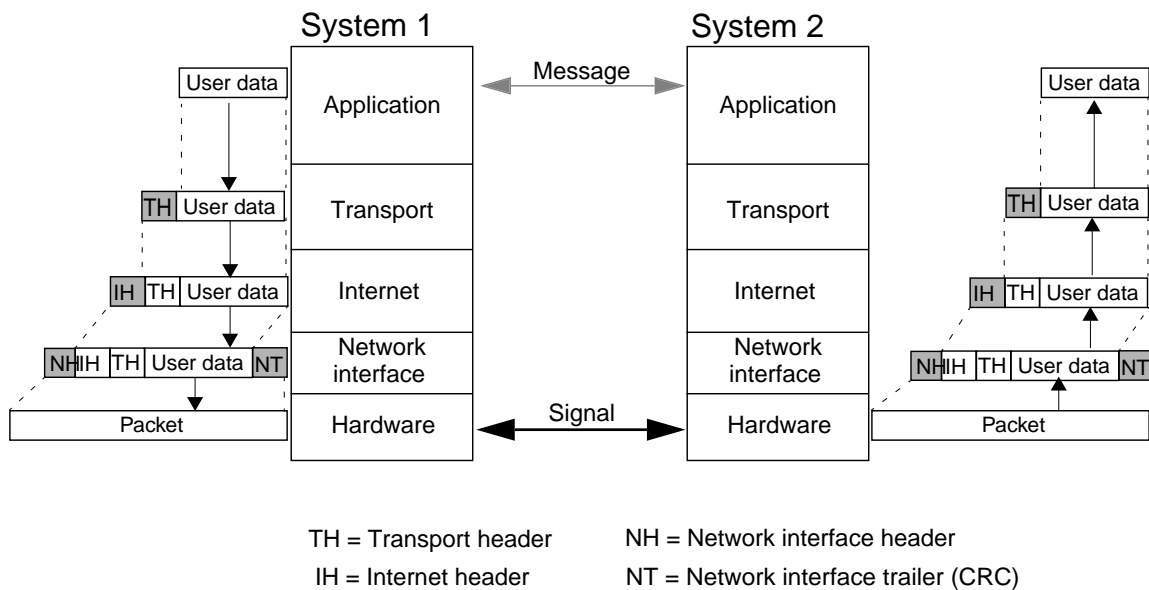 System 1 System 2
User data Message User data
Application Application
TH User data Transport Transport TH User data
IH TH User data Internet Internet IH TH User data
NH IH TH User data NT Network interface Network interface NH IH TH User data NT
Packet Hardware Signal Hardware Packet
TH = Transport header NH = Network interface header
IH = Internet header NT = Network interface trailer (CRC)